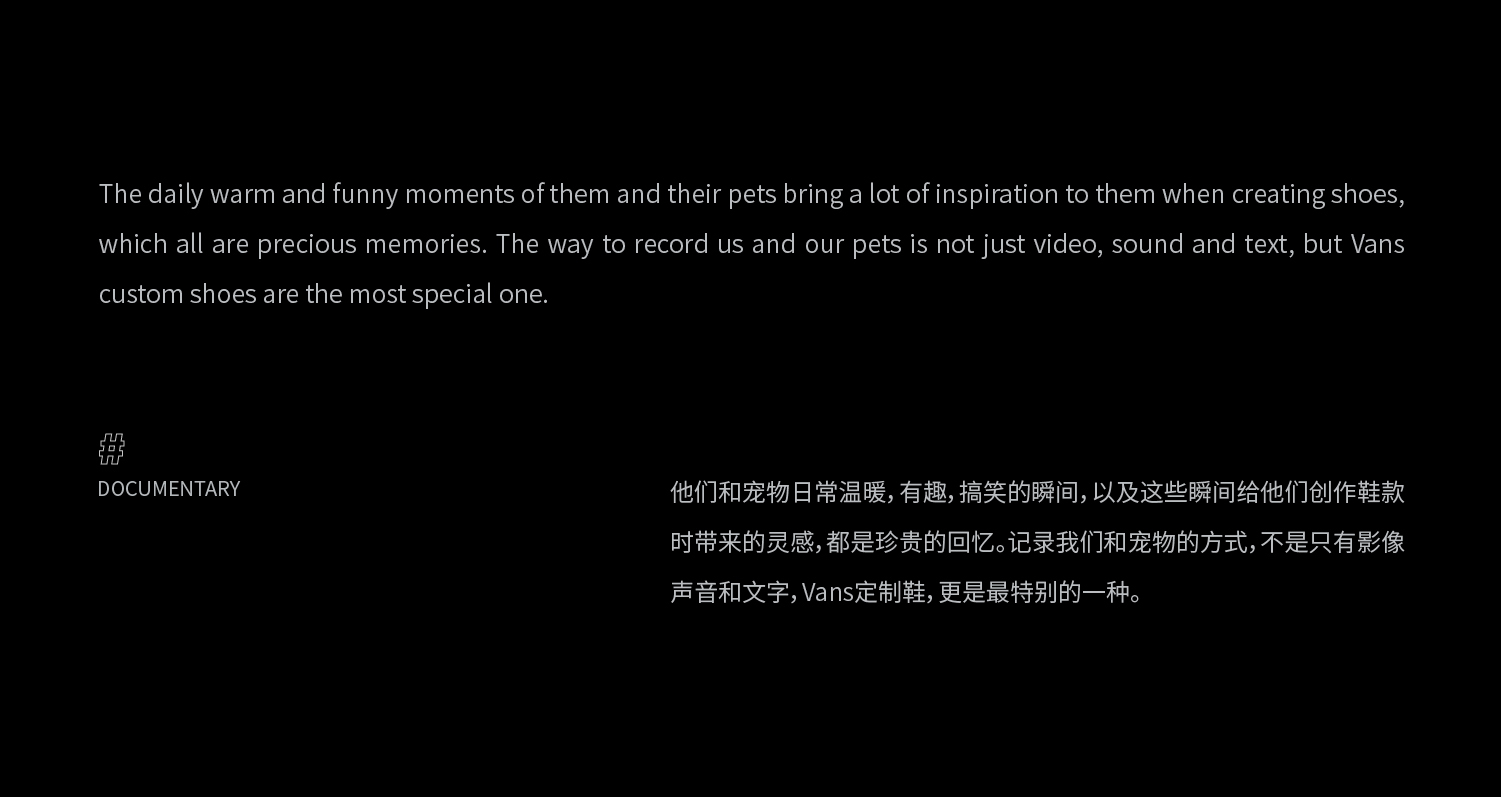 The daily warm and funny moments of them and their pets bring a lot of inspiration to them when creating shoes,
which all are precious memories. The way to record us and our pets is not just video, sound and text, but Vans
custom shoes are the most special one.
#
DOCUMENTARY
他们和宠物日常温暖，有趣，搞笑的瞬间，以及这些瞬间给他们创作鞋款
时带来的灵感，都是珍贵的回忆。记录我们和宠物的方式，不是只有影像
声音和文字，Vans定制鞋，更是最特别的一种。